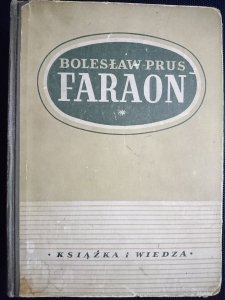 BOLESŁAW PRUS
FARAON
*
• KSIĄŻKA i WIEDZA •